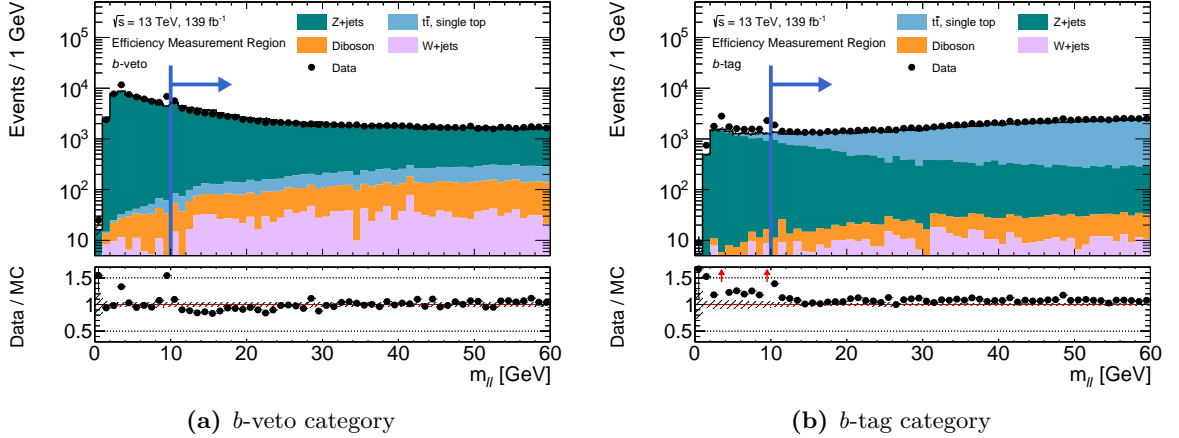 √s = 13 TeV, 139 fb⁻¹
Efficiency Measurement Region
b-veto
Z+jets
tt̄, single top
Diboson
W+jets
Data
Events / 1 GeV
10⁵
10⁴
10³
10²
10
Data / MC
1.5
1
0.5
0 10 20 30 40 50 60
m_ll [GeV]
(a) b-veto category
√s = 13 TeV, 139 fb⁻¹
Efficiency Measurement Region
b-tag
Z+jets
tt̄, single top
Diboson
W+jets
Data
Events / 1 GeV
10⁵
10⁴
10³
10²
10
Data / MC
1.5
1
0.5
0 10 20 30 40 50 60
m_ll [GeV]
(b) b-tag category